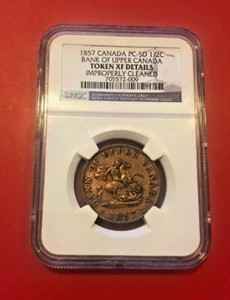 1857 CANADA PC-5D 1/2C
BANK OF UPPER CANADA
TOKEN XF DETAILS
IMPROPERLY CLEANED
705572-009
NGC
BANK OF UPPER CANADA
1857